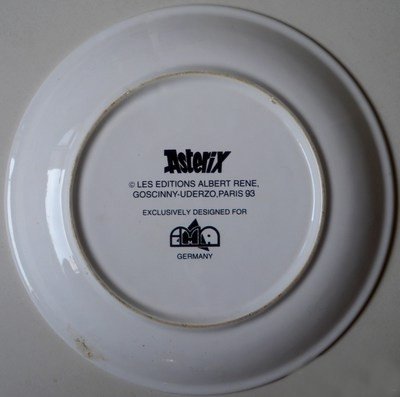 Asterix
© LES EDITIONS ALBERT RENE,
GOSCINNY-UDERZO, PARIS 93
EXCLUSIVELY DESIGNED FOR
GERMANY